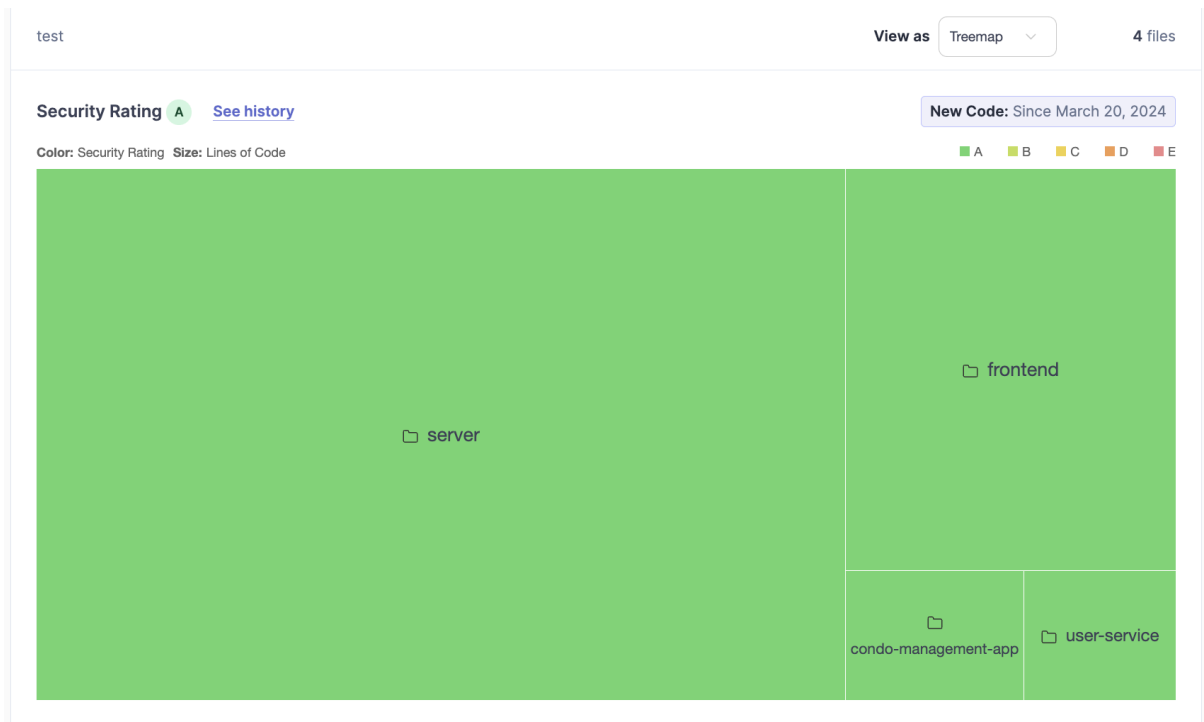 test
View as Treemap
4 files
Security Rating A See history
New Code: Since March 20, 2024
Color: Security Rating Size: Lines of Code
A B C D E
frontend
server
condo-management-app
user-service